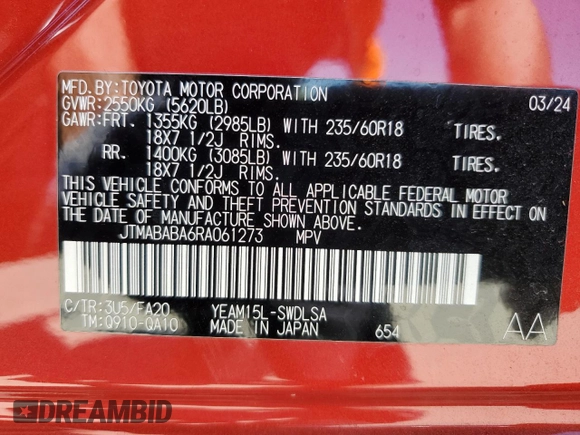 MFD.BY:TOYOTA MOTOR CORPORATION 03/24
GVWR:2550KG (5620LB)
GAWR:FRT. 1355KG (2985LB) WITH 235/60R18 TIRES.
18X7 1/2J RIMS.
RR. 1400KG (3085LB) WITH 235/60R18 TIRES.
18X7 1/2J RIMS.
THIS VEHICLE CONFORMS TO ALL APPLICABLE FEDERAL MOTOR
VEHICLE SAFETY AND THEFT PREVENTION STANDARDS IN EFFECT ON
THE DATE OF MANUFACTURE SHOWN ABOVE.
JTMABABA6RA061273 MPV
C/TR:3U5/FA20 YEAM15L-SWDLSA
TM:Q910-QA10 MADE IN JAPAN 654 AA
DREAMBID